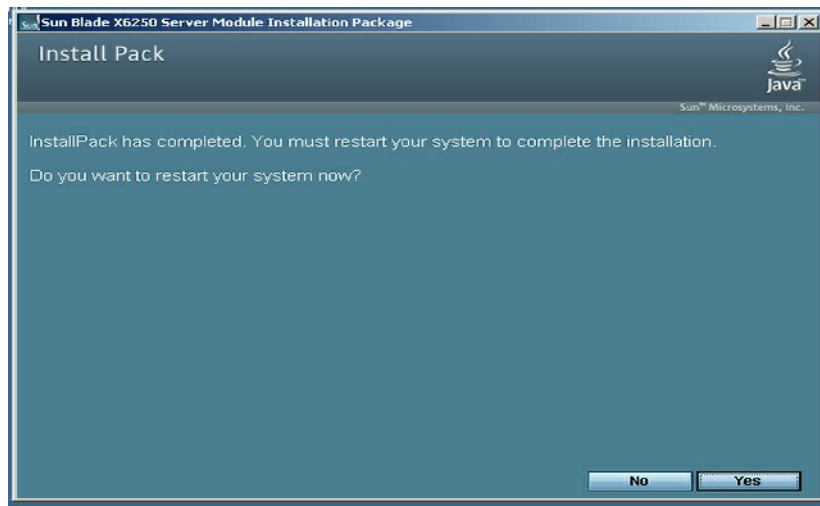 Sun Blade X6250 Server Module Installation Package
Install Pack
Java™
Sun™ Microsystems, Inc.
InstallPack has completed. You must restart your system to complete the installation.
Do you want to restart your system now?
No
Yes